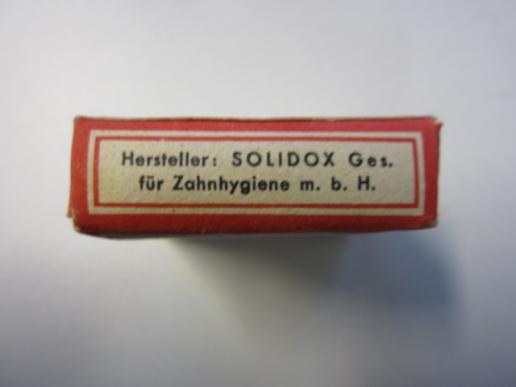 Hersteller: SOLIDOX Ges.
für Zahnhygiene m. b. H.